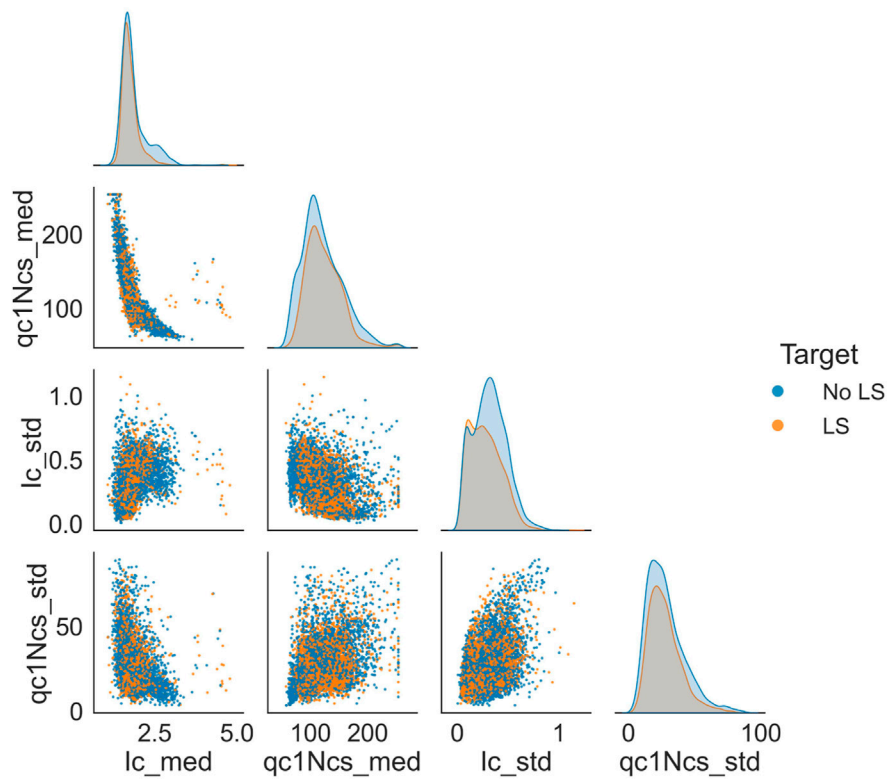 qc1Ncs_med
200
100
Ic_std
1.0
0.5
0.0
qc1Ncs_std
50
0
2.5 5.0
Ic_med
100 200
qc1Ncs_med
0 1
Ic_std
0 100
qc1Ncs_std
Target
No LS
LS